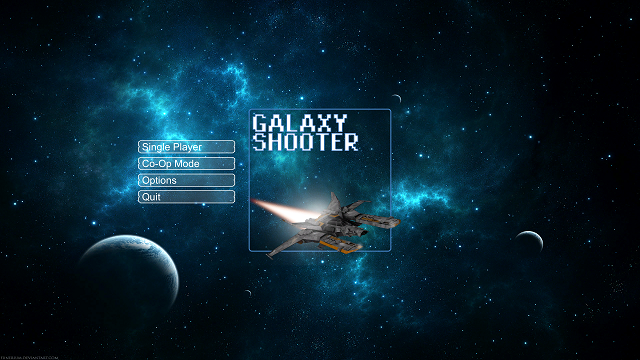 GALAXY
SHOOTER
Single Player
Co-Op Mode
Options
Quit